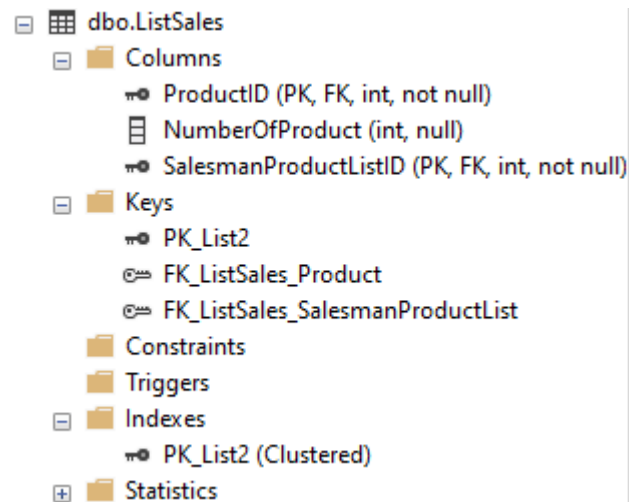 dbo.ListSales
Columns
ProductID (PK, FK, int, not null)
NumberOfProduct (int, null)
SalesmanProductListID (PK, FK, int, not null)
Keys
PK_List2
FK_ListSales_Product
FK_ListSales_SalesmanProductList
Constraints
Triggers
Indexes
PK_List2 (Clustered)
Statistics